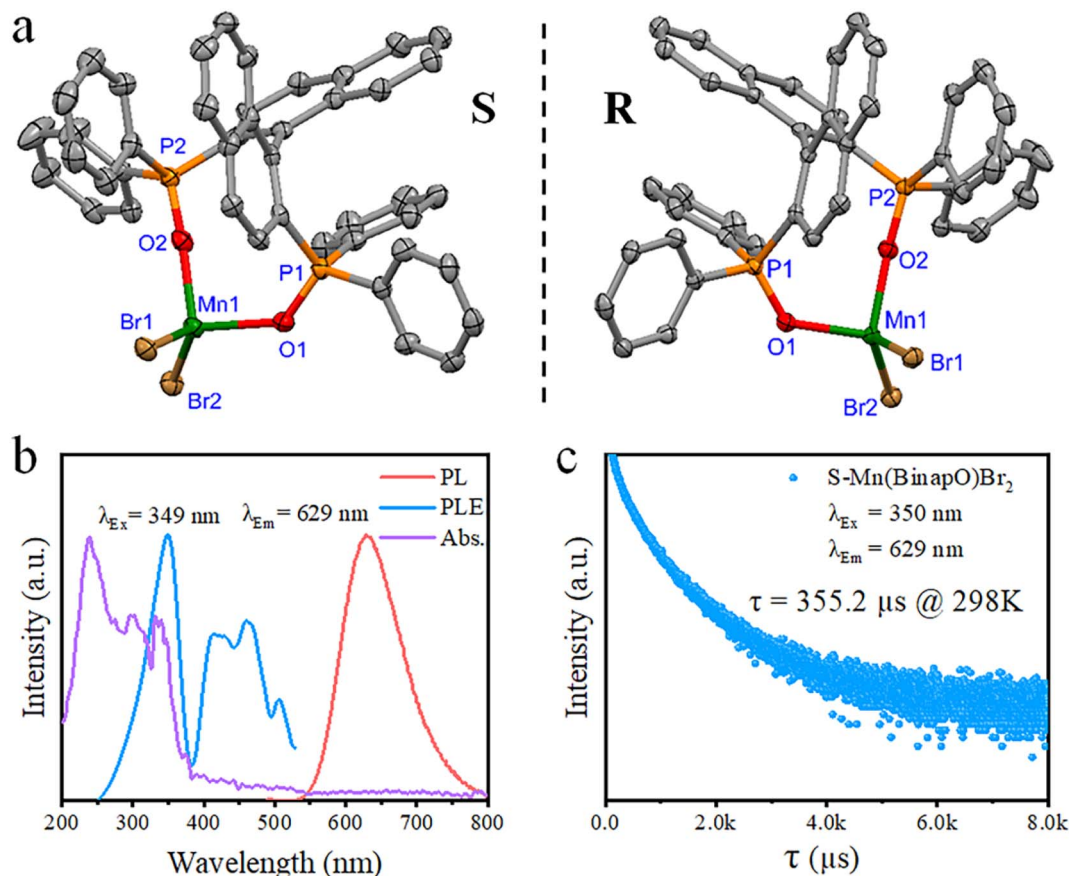 a
S
R
P2
O2
P1
Mn1
Br1
O1
Br2
P2
P1
O2
Mn1
O1
Br1
Br2
b
PL
PLE
Abs.
λEx = 349 nm
λEm = 629 nm
Intensity (a.u.)
200 300 400 500 600 700 800
Wavelength (nm)
c
S-Mn(BinapO)Br2
λEx = 350 nm
λEm = 629 nm
τ = 355.2 μs @ 298K
Intensity (a.u.)
0.0 2.0k 4.0k 6.0k 8.0k
τ (μs)